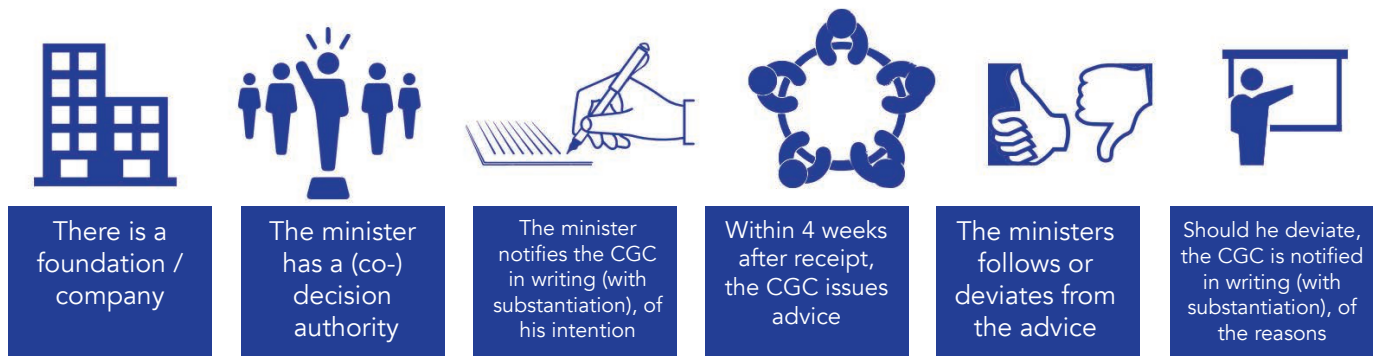 There is a
foundation /
company
The minister
has a (co-)
decision
authority
The minister
notifies the CGC
in writing (with
substantiation), of
his intention
Within 4 weeks
after receipt,
the CGC issues
advice
The ministers
follows or
deviates from
the advice
Should he deviate,
the CGC is notified
in writing (with
substantiation), of
the reasons